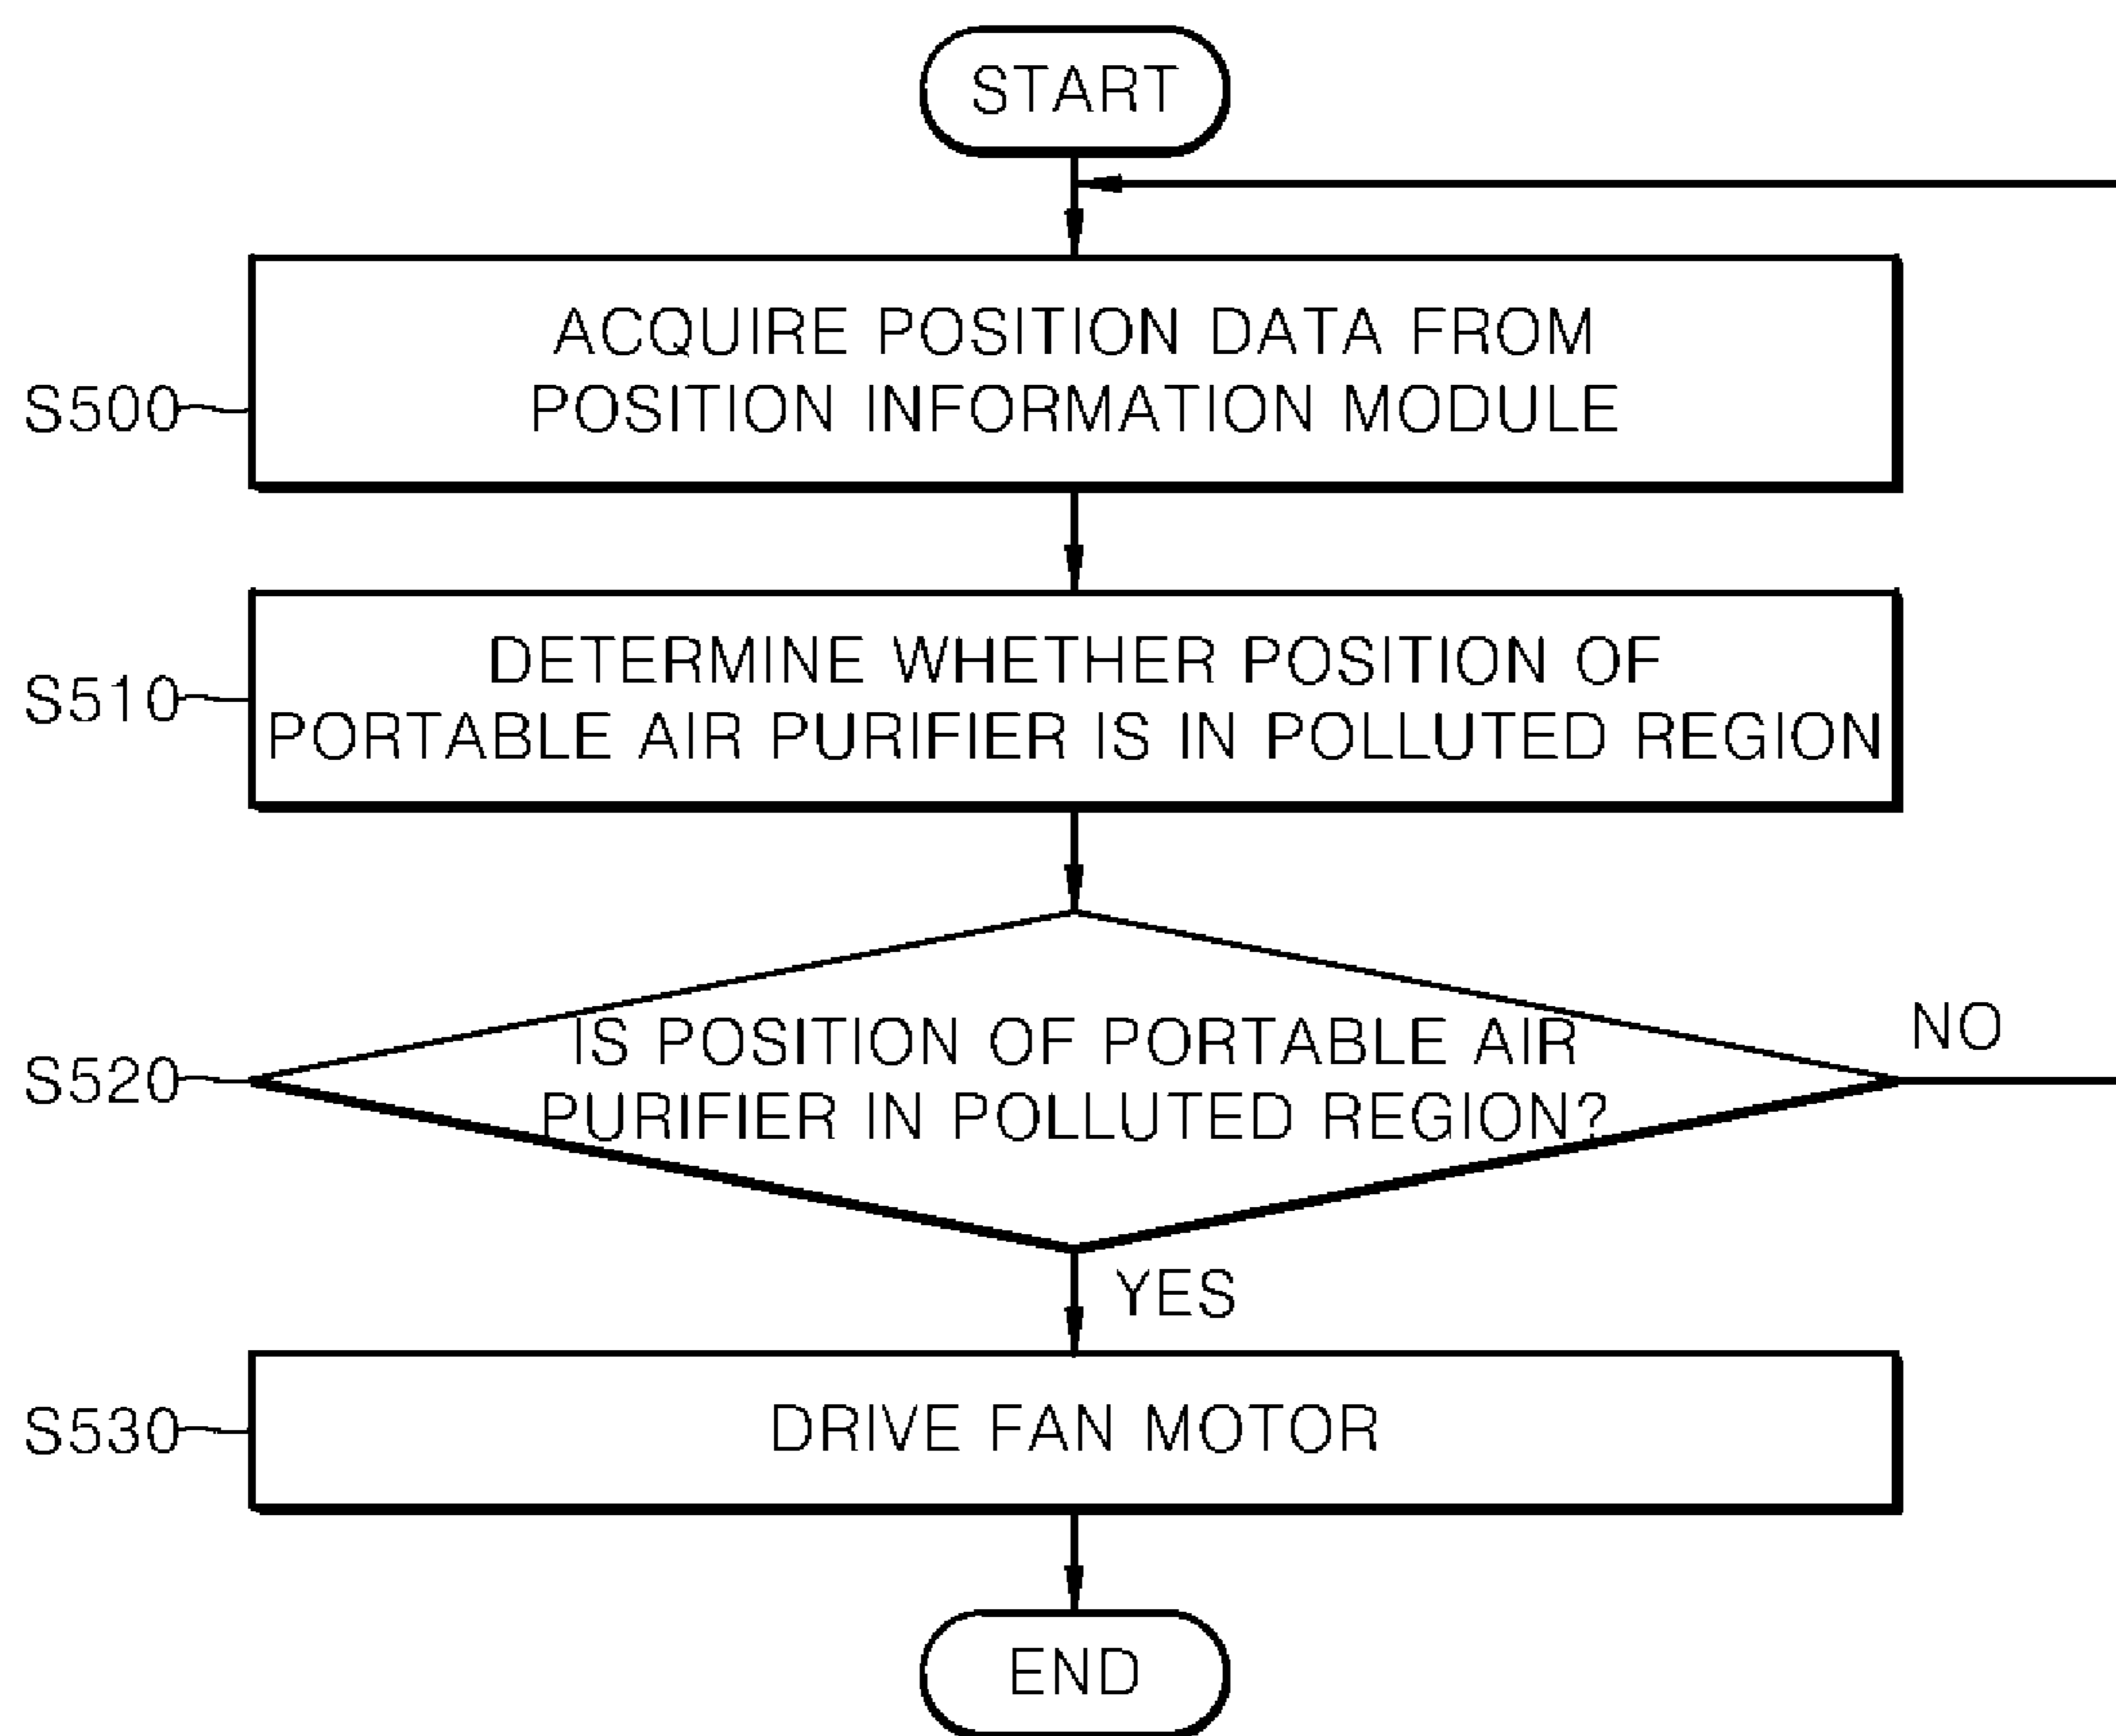 START
ACQUIRE POSITION DATA FROM
POSITION INFORMATION MODULE
S500
DETERMINE WHETHER POSITION OF
PORTABLE AIR PURIFIER IS IN POLLUTED REGION
S510
IS POSITION OF PORTABLE AIR
PURIFIER IN POLLUTED REGION?
S520
NO
YES
DRIVE FAN MOTOR
S530
END